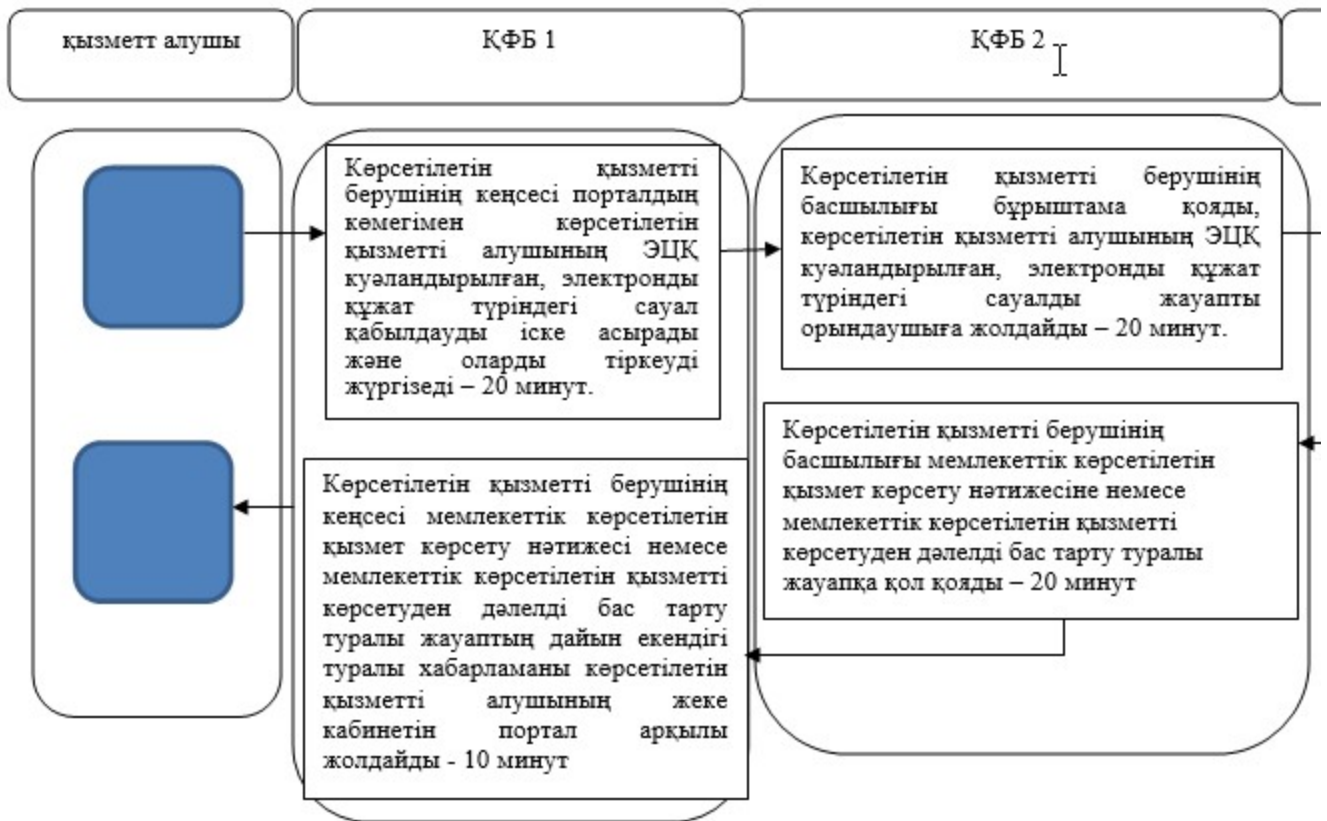 қызметт алушы
ҚФБ 1
ҚФБ 2
Көрсетілетін қызметті
берушінің кеңсесі порталдың
көмегімен көрсетілетін
қызметті алушының ЭЦҚ
куәландырылған, электронды
құжат түріндегі сауал
қабылдауды іске асырады
және оларды тіркеуді
жүргізеді – 20 минут.
Көрсетілетін қызметті берушінің
басшылығы бұрыштама қояды,
көрсетілетін қызметті алушының ЭЦҚ
куәландырылған, электронды құжат
түріндегі сауалды жауапты
орындаушыға жолдайды – 20 минут.
Көрсетілетін қызметті берушінің
басшылығы мемлекеттік көрсетілетін
қызмет көрсету нәтижесіне немесе
мемлекеттік көрсетілетін қызметті
көрсетуден дәлелді бас тарту туралы
жауапқа қол қояды – 20 минут
Көрсетілетін қызметті берушінің
кеңсесі мемлекеттік көрсетілетін
қызмет көрсету нәтижесі немесе
мемлекеттік көрсетілетін қызметті
көрсетуден дәлелді бас тарту
туралы жауаптың дайын екендігі
туралы хабарламаны көрсетілетін
қызметті алушының жеке
кабинетін портал арқылы
жолдайды - 10 минут